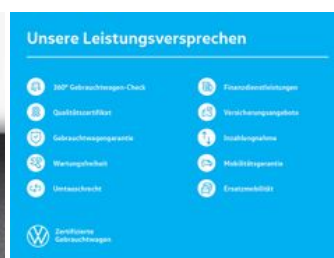 Unsere Leistungsversprechen
360° Gebrauchtwagen-Check
Qualitätszertifikat
Gebrauchtwagengarantie
Wartungsfreiheit
Umtauschrecht
Finanzdienstleistungen
Versicherungsangebote
Inzahlungnahme
Mobilitätsgarantie
Ersatzmobilität
Zertifizierte
Gebrauchtwagen